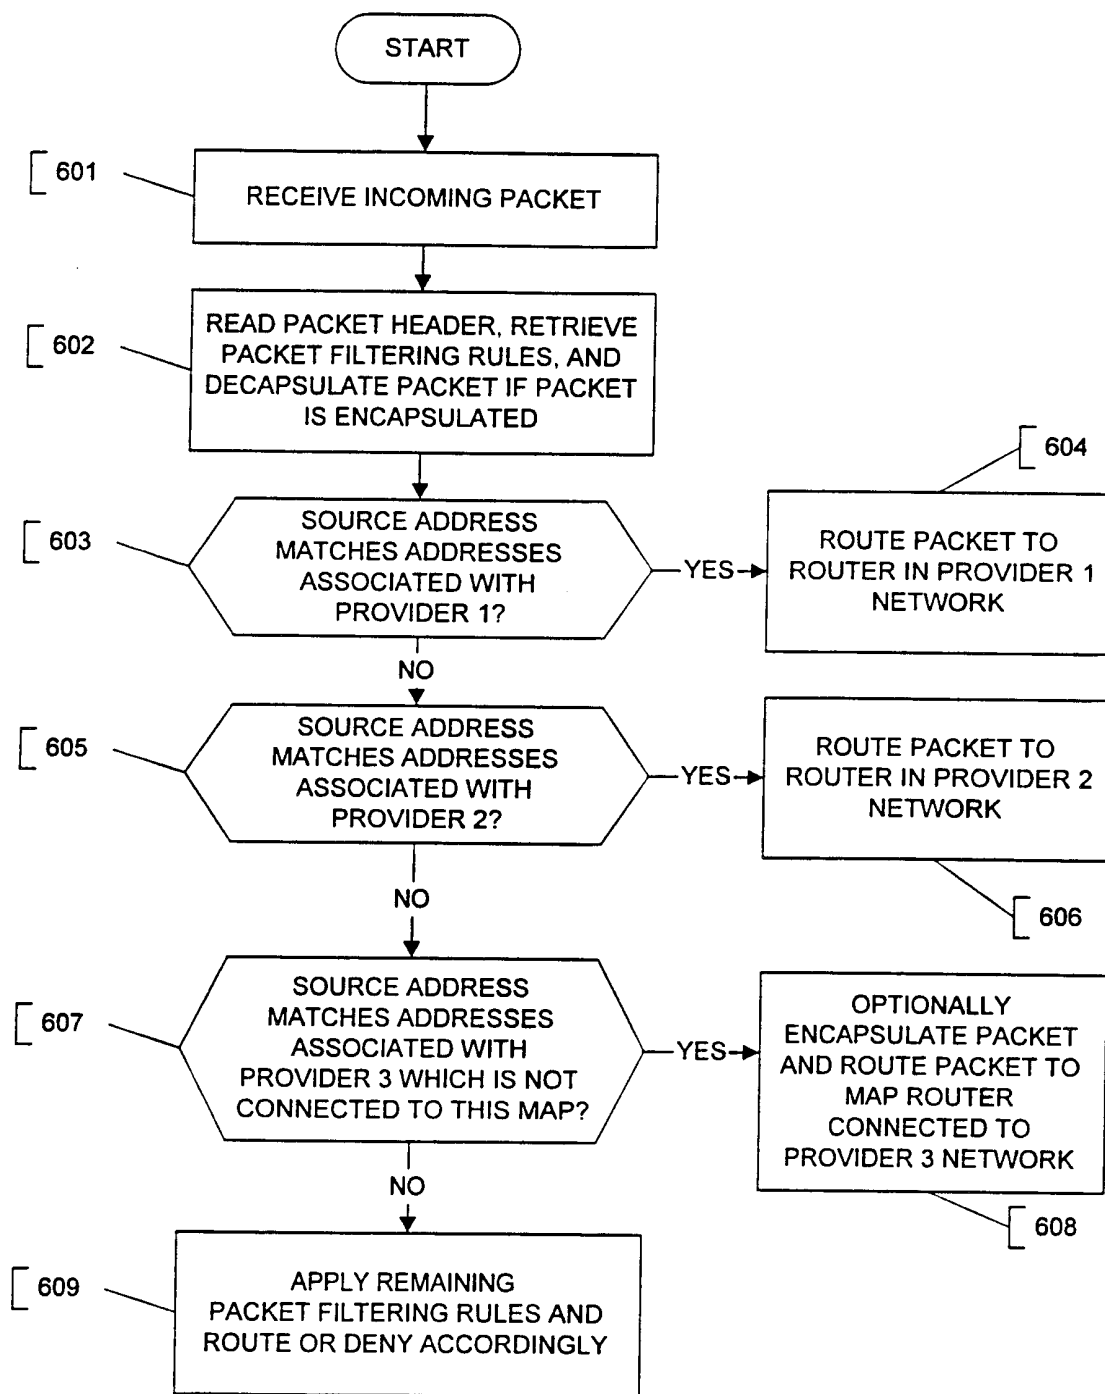 START
601
RECEIVE INCOMING PACKET
602
READ PACKET HEADER, RETRIEVE
PACKET FILTERING RULES, AND
DECAPSULATE PACKET IF PACKET
IS ENCAPSULATED
604
603
SOURCE ADDRESS
MATCHES ADDRESSES
ASSOCIATED WITH
PROVIDER 1?
YES
ROUTE PACKET TO
ROUTER IN PROVIDER 1
NETWORK
NO
605
SOURCE ADDRESS
MATCHES ADDRESSES
ASSOCIATED WITH
PROVIDER 2?
YES
ROUTE PACKET TO
ROUTER IN PROVIDER 2
NETWORK
NO
606
607
SOURCE ADDRESS
MATCHES ADDRESSES
ASSOCIATED WITH
PROVIDER 3 WHICH IS NOT
CONNECTED TO THIS MAP?
YES
OPTIONALLY
ENCAPSULATE PACKET
AND ROUTE PACKET TO
MAP ROUTER
CONNECTED TO
PROVIDER 3 NETWORK
NO
608
609
APPLY REMAINING
PACKET FILTERING RULES AND
ROUTE OR DENY ACCORDINGLY